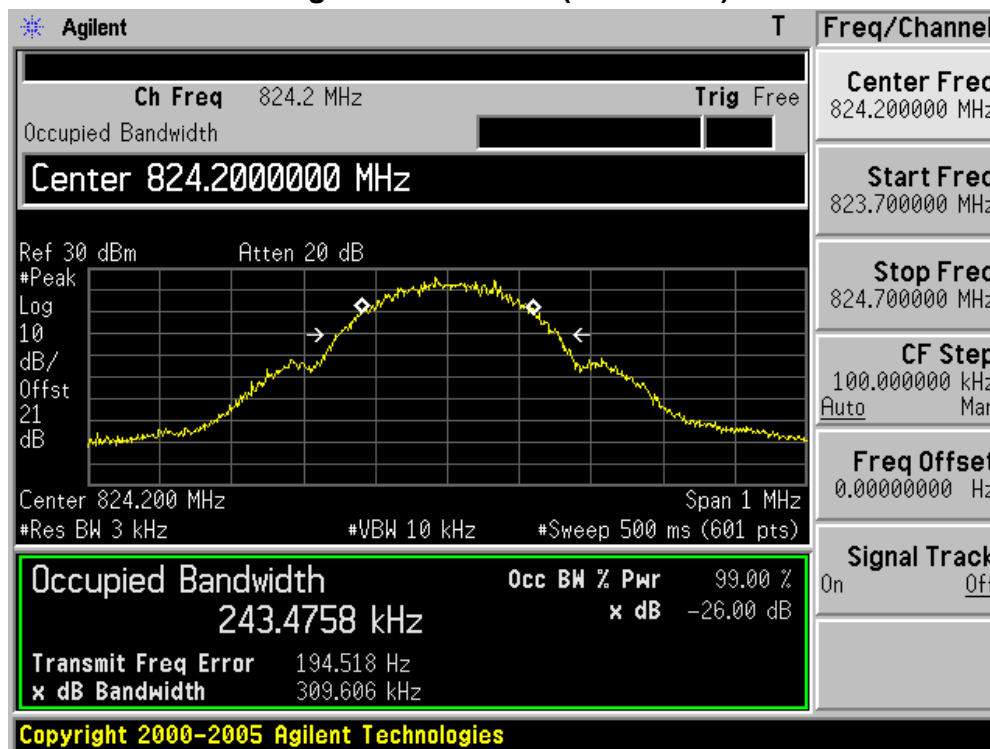 Agilent T
Freq/Channel
Ch Freq 824.2 MHz Trig Free
Occupied Bandwidth
Center 824.2000000 MHz
Ref 30 dBm Atten 20 dB
#Peak
Log
10
dB/
Offst
21
dB
Center 824.200 MHz Span 1 MHz
#Res BW 3 kHz #VBW 10 kHz #Sweep 500 ms (601 pts)
Occupied Bandwidth
243.4758 kHz
Occ BW % Pwr 99.00 %
x dB -26.00 dB
Transmit Freq Error 194.518 Hz
x dB Bandwidth 309.606 kHz
Copyright 2000-2005 Agilent Technologies
Center Freq
824.200000 MHz
Start Freq
823.700000 MHz
Stop Freq
824.700000 MHz
CF Step
100.000000 kHz
Auto Man
Freq Offset
0.00000000 Hz
Signal Track
On Off